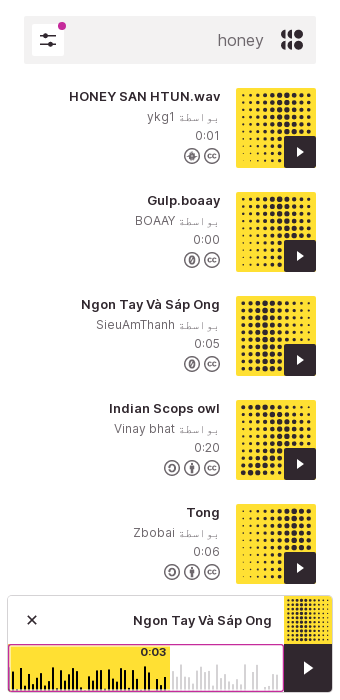 honey
HONEY SAN HTUN.wav
بواسطة ykg1
0:01
Gulp.boaay
بواسطة BOAAY
0:00
Ngon Tay Và Sáp Ong
بواسطة SieuAmThanh
0:05
Indian Scops owl
بواسطة Vinay bhat
0:20
Tong
بواسطة Zbobai
0:06
Ngon Tay Và Sáp Ong
0:03